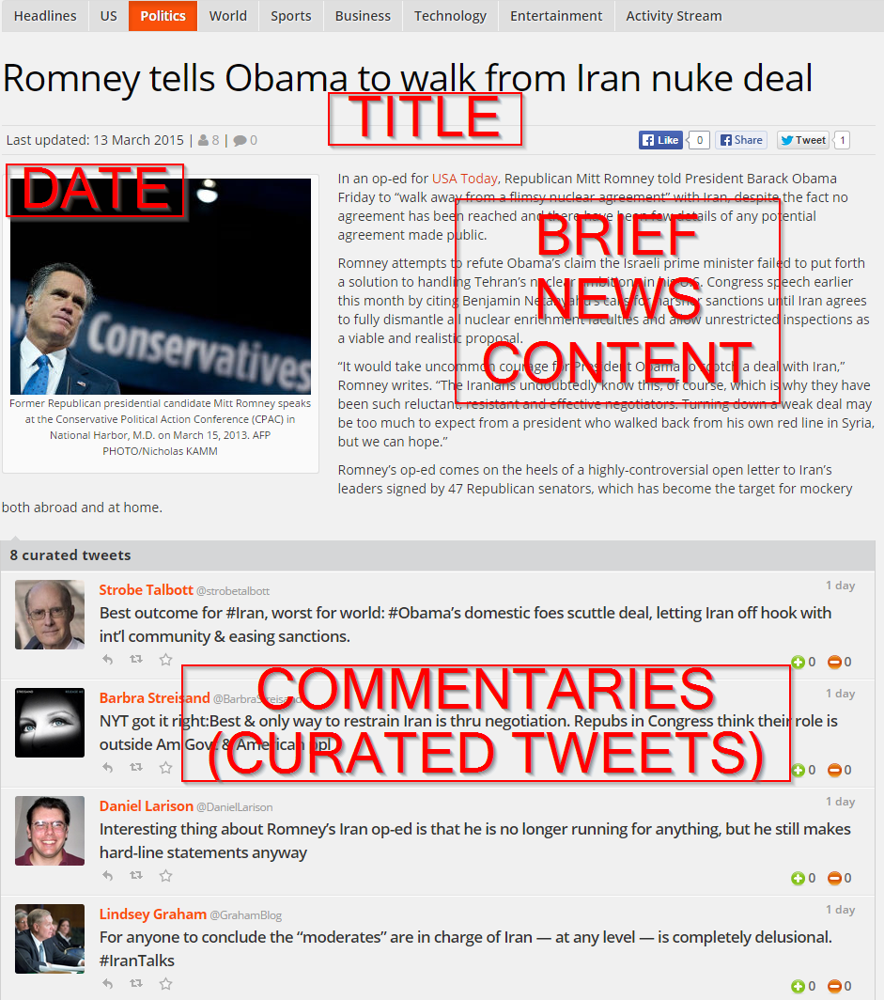 Headlines US Politics World Sports Business Technology Entertainment Activity Stream
Romney tells Obama to walk from Iran nuke deal
TITLE
Last updated: 13 March 2015 | 8 | 0
Like 0 Share Tweet 1
DATE
Conservatives
Former Republican presidential candidate Mitt Romney speaks
at the Conservative Political Action Conference (CPAC) in
National Harbor, M.D. on March 15, 2013. AFP
PHOTO/Nicholas KAMM
In an op-ed for USA Today, Republican Mitt Romney told President Barack Obama
Friday to “walk away from a flimsy nuclear agreement” with Iran, despite the fact no
agreement has been reached and there have been few details of any potential
agreement made public.
Romney attempts to refute Obama’s claim the Israeli prime minister failed to put forth
a solution to handling Tehran’s nuclear ambitions in his U.S. Congress speech earlier
this month by citing Benjamin Netanyahu’s calls for harsher sanctions until Iran agrees
to fully dismantle all nuclear enrichment faculties and allow unrestricted inspections as
a viable and realistic proposal.
“It would take uncommon courage for President Obama to scotch a deal with Iran,”
Romney writes. “The Iranians undoubtedly know this, of course, which is why they have
been such reluctant, resistant and effective negotiators. Turning down a weak deal may
be too much to expect from a president who walked back from his own red line in Syria,
but we can hope.”
Romney’s op-ed comes on the heels of a highly-controversial open letter to Iran’s
leaders signed by 47 Republican senators, which has become the target for mockery
both abroad and at home.
BRIEF
NEWS
CONTENT
8 curated tweets
Strobe Talbott @strobetalbott 1 day
Best outcome for #Iran, worst for world: #Obama’s domestic foes scuttle deal, letting Iran off hook with
int’l community & easing sanctions.
0 0
COMMENTARIES
(CURATED TWEETS)
Barbra Streisand @BarbraStreisand 1 day
NYT got it right:Best & only way to restrain Iran is thru negotiation. Repubs in Congress think their role is
outside Am Govt & American ppl
0 0
Daniel Larison @DanielLarison 1 day
Interesting thing about Romney’s Iran op-ed is that he is no longer running for anything, but he still makes
hard-line statements anyway
0 0
Lindsey Graham @GrahamBlog 1 day
For anyone to conclude the “moderates” are in charge of Iran — at any level — is completely delusional.
#IranTalks
0 0